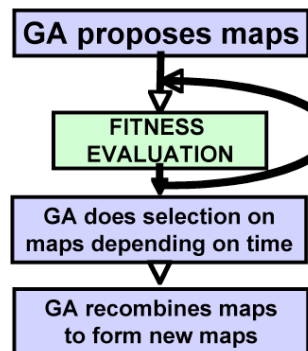 GA proposes maps
FITNESS
EVALUATION
GA does selection on
maps depending on time
GA recombines maps
to form new maps